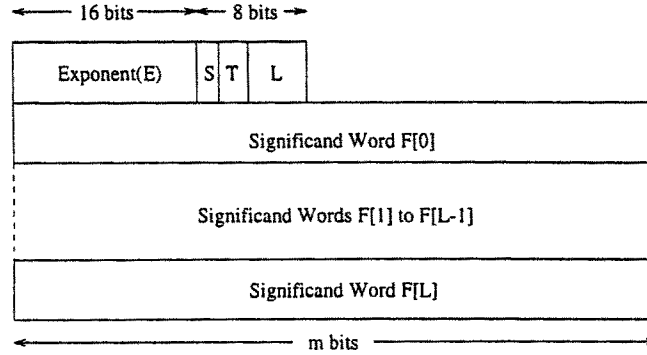 16 bits 8 bits
Exponent(E) S T L
Significand Word F[0]
Significand Words F[1] to F[L-1]
Significand Word F[L]
m bits